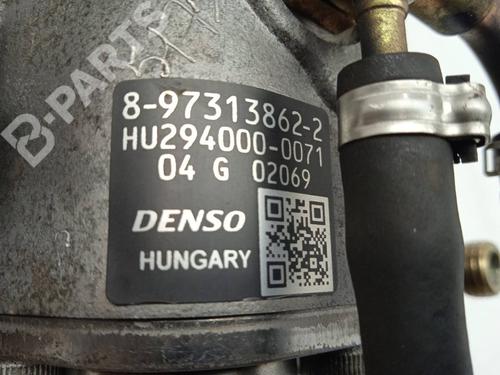 8-97313862-2
HU294000-0071
04 G 02069
DENSO
HUNGARY
B-PARTS